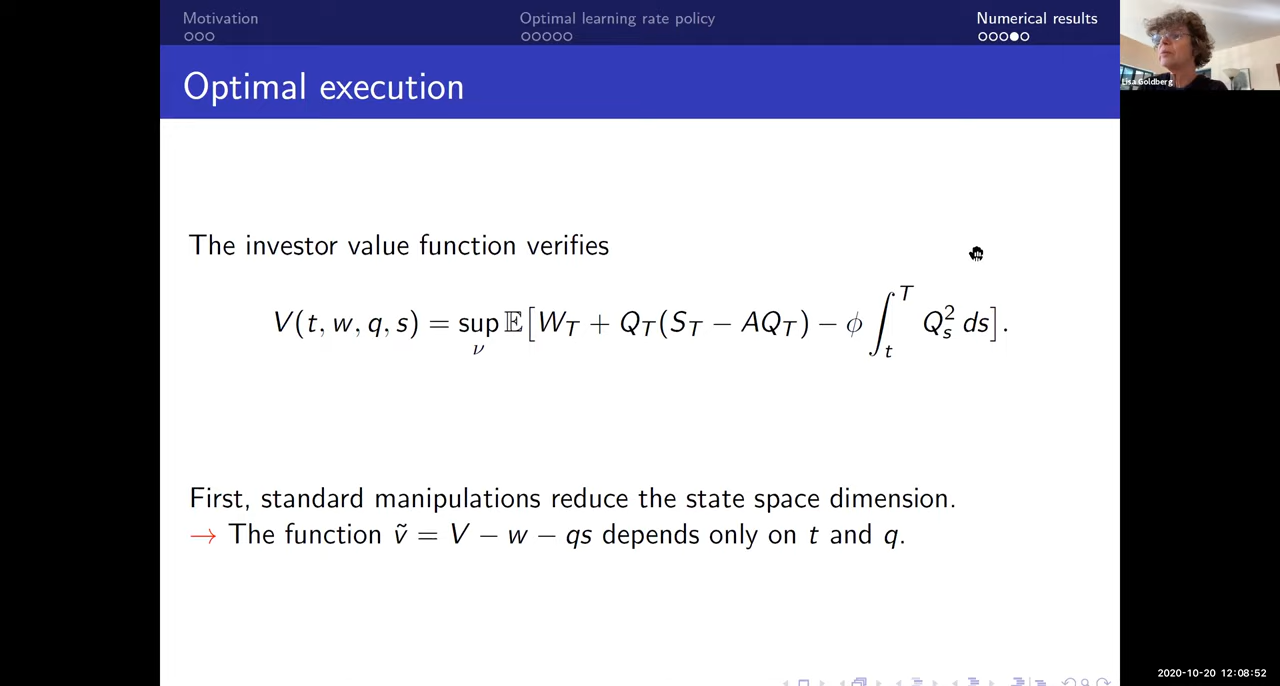 Motivation
Optimal learning rate policy
Numerical results
Optimal execution
Lisa Goldberg
The investor value function verifies
V(t, w, q, s) = sup_ν 𝔼[W_T + Q_T(S_T − AQ_T) − ϕ ∫_t^T Q_s^2 ds].
First, standard manipulations reduce the state space dimension.
→ The function ṽ = V − w − qs depends only on t and q.
2020-10-20 12:08:52